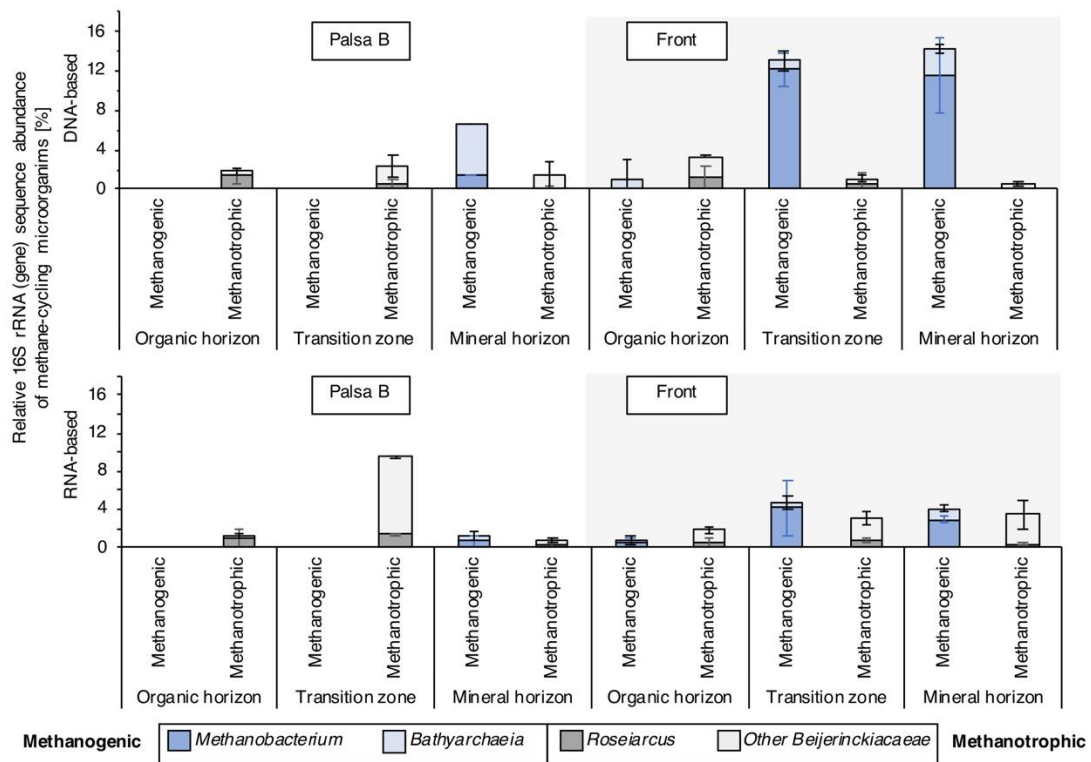 Relative 16S rRNA (gene) sequence abundance
of methane-cycling microorganims [%]
DNA-based
16
12
8
4
0
Palsa B
Front
Methanogenic
Methanotrophic
Methanogenic
Methanotrophic
Methanogenic
Methanotrophic
Methanogenic
Methanotrophic
Methanogenic
Methanotrophic
Methanogenic
Methanotrophic
Organic horizon
Transition zone
Mineral horizon
Organic horizon
Transition zone
Mineral horizon
RNA-based
16
12
8
4
0
Palsa B
Front
Methanogenic
Methanotrophic
Methanogenic
Methanotrophic
Methanogenic
Methanotrophic
Methanogenic
Methanotrophic
Methanogenic
Methanotrophic
Methanogenic
Methanotrophic
Organic horizon
Transition zone
Mineral horizon
Organic horizon
Transition zone
Mineral horizon
Methanogenic Methanobacterium Bathyarchaeia Roseiarcus Other Beijerinckiacaeae Methanotrophic